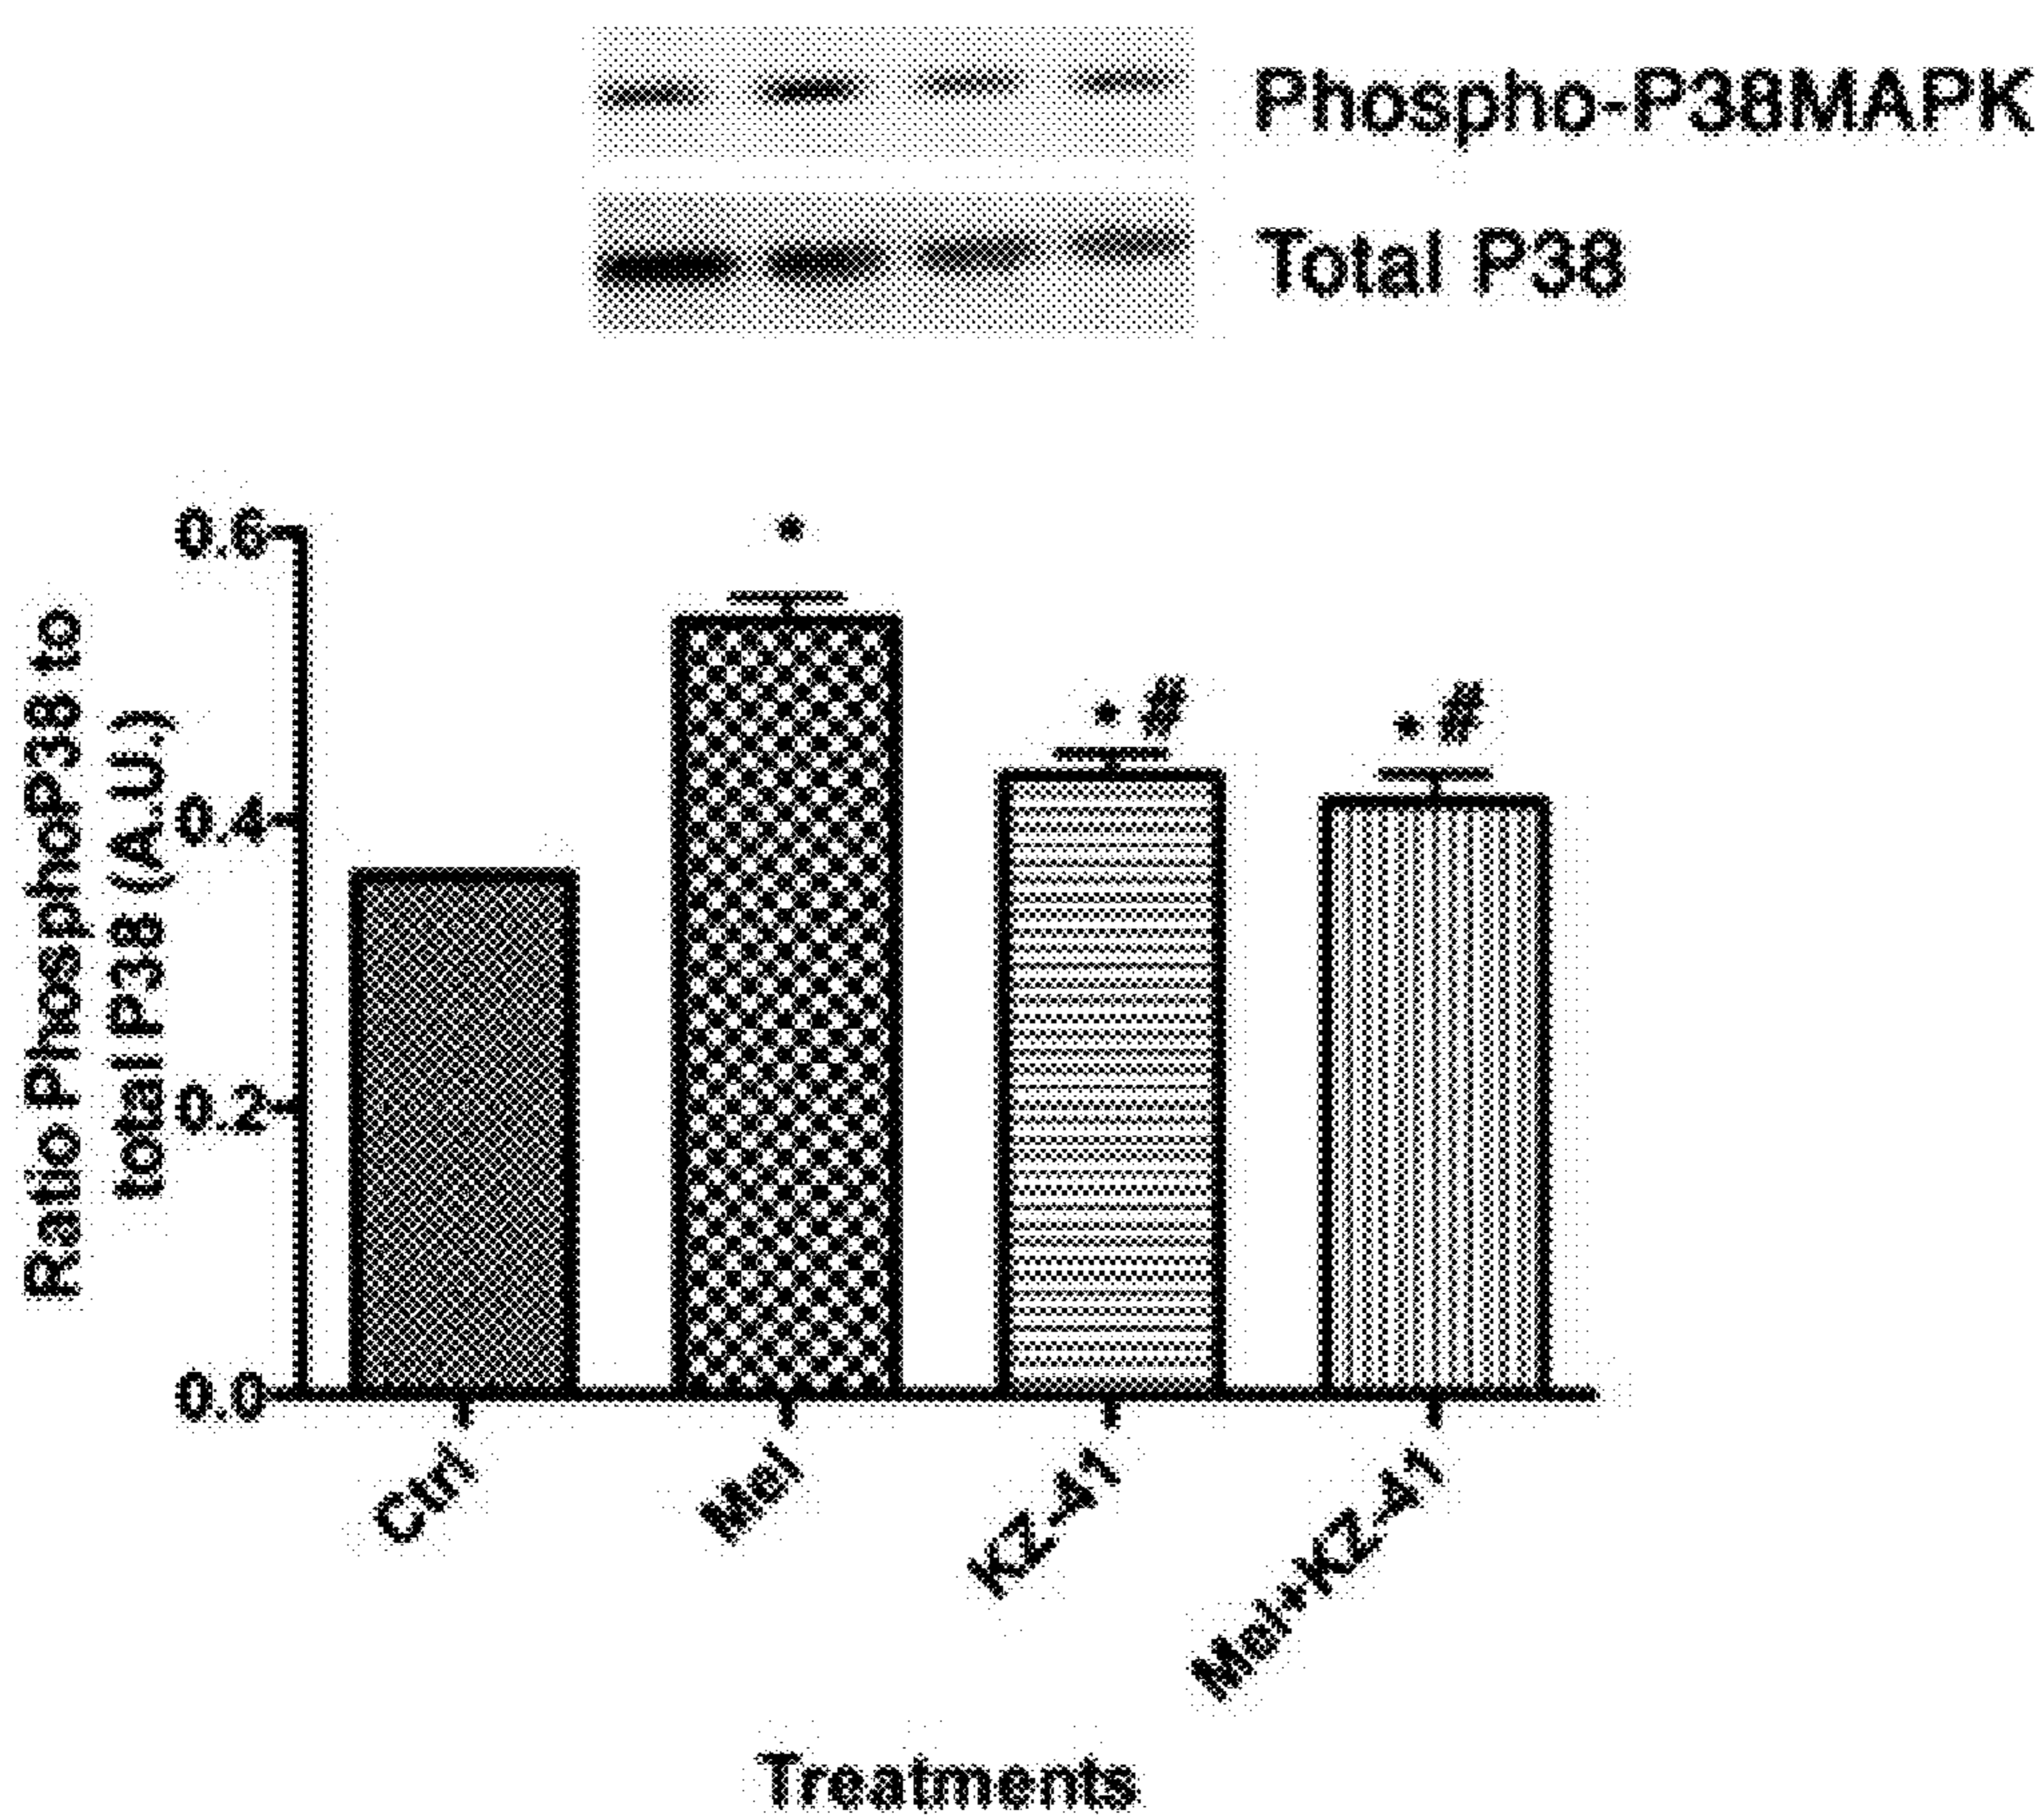 Phospho-P38MAPK
Total P38
Ratio PhosphoP38 to
total P38 (A.U.)
0.6
0.4
0.2
0.0
*
* #
* #
Ctrl
Mel
KZ-41
Mel+KZ-41
Treatments